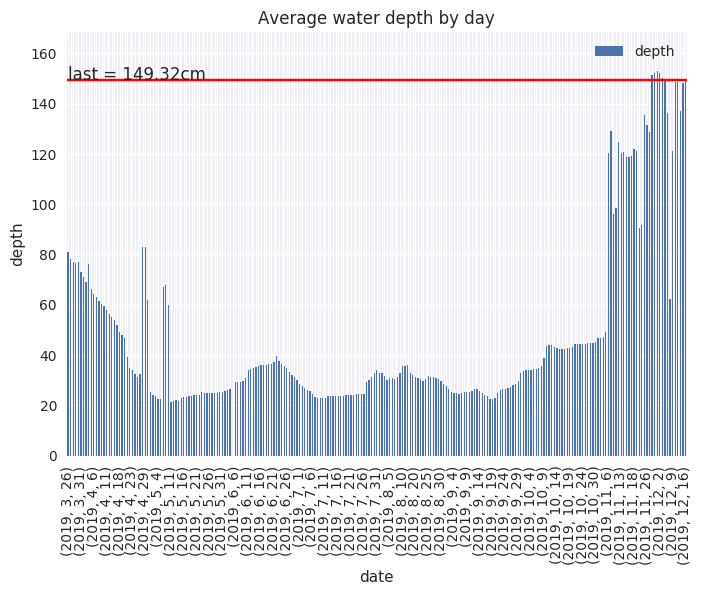 Average water depth by day
last = 149.32cm
depth
160
140
120
100
80
60
40
20
0
depth
(2019, 3, 26)
(2019, 3, 31)
(2019, 4, 6)
(2019, 4, 11)
(2019, 4, 18)
(2019, 4, 23)
(2019, 4, 29)
(2019, 5, 4)
(2019, 5, 11)
(2019, 5, 16)
(2019, 5, 21)
(2019, 5, 26)
(2019, 5, 31)
(2019, 6, 6)
(2019, 6, 11)
(2019, 6, 16)
(2019, 6, 21)
(2019, 6, 26)
(2019, 7, 1)
(2019, 7, 6)
(2019, 7, 11)
(2019, 7, 16)
(2019, 7, 21)
(2019, 7, 26)
(2019, 7, 31)
(2019, 8, 5)
(2019, 8, 10)
(2019, 8, 20)
(2019, 8, 25)
(2019, 8, 30)
(2019, 9, 4)
(2019, 9, 9)
(2019, 9, 14)
(2019, 9, 19)
(2019, 9, 24)
(2019, 9, 29)
(2019, 10, 4)
(2019, 10, 9)
(2019, 10, 14)
(2019, 10, 19)
(2019, 10, 24)
(2019, 10, 30)
(2019, 11, 6)
(2019, 11, 13)
(2019, 11, 18)
(2019, 11, 26)
(2019, 12, 2)
(2019, 12, 9)
(2019, 12, 16)
date